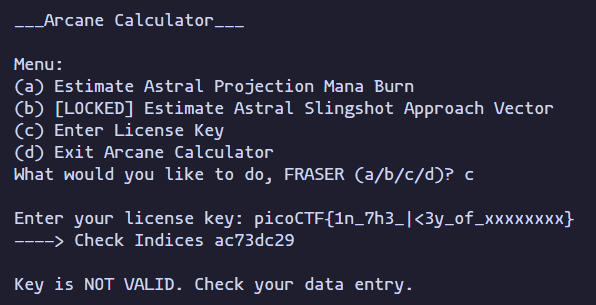 ___Arcane Calculator___
Menu:
(a) Estimate Astral Projection Mana Burn
(b) [LOCKED] Estimate Astral Slingshot Approach Vector
(c) Enter License Key
(d) Exit Arcane Calculator
What would you like to do, FRASER (a/b/c/d)? c
Enter your license key: picoCTF{1n_7h3_|<3y_of_xxxxxxxx}
----> Check Indices ac73dc29
Key is NOT VALID. Check your data entry.